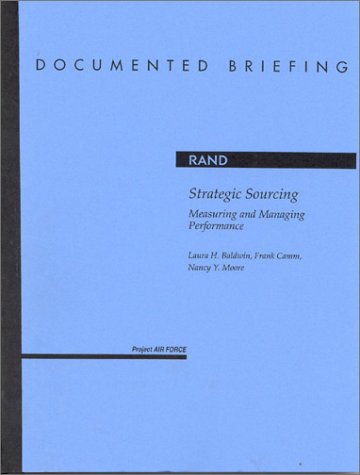 DOCUMENTED BRIEFING
RAND
Strategic Sourcing
Measuring and Managing
Performance
Laura H. Baldwin, Frank Camm,
Nancy Y. Moore
Project AIR FORCE